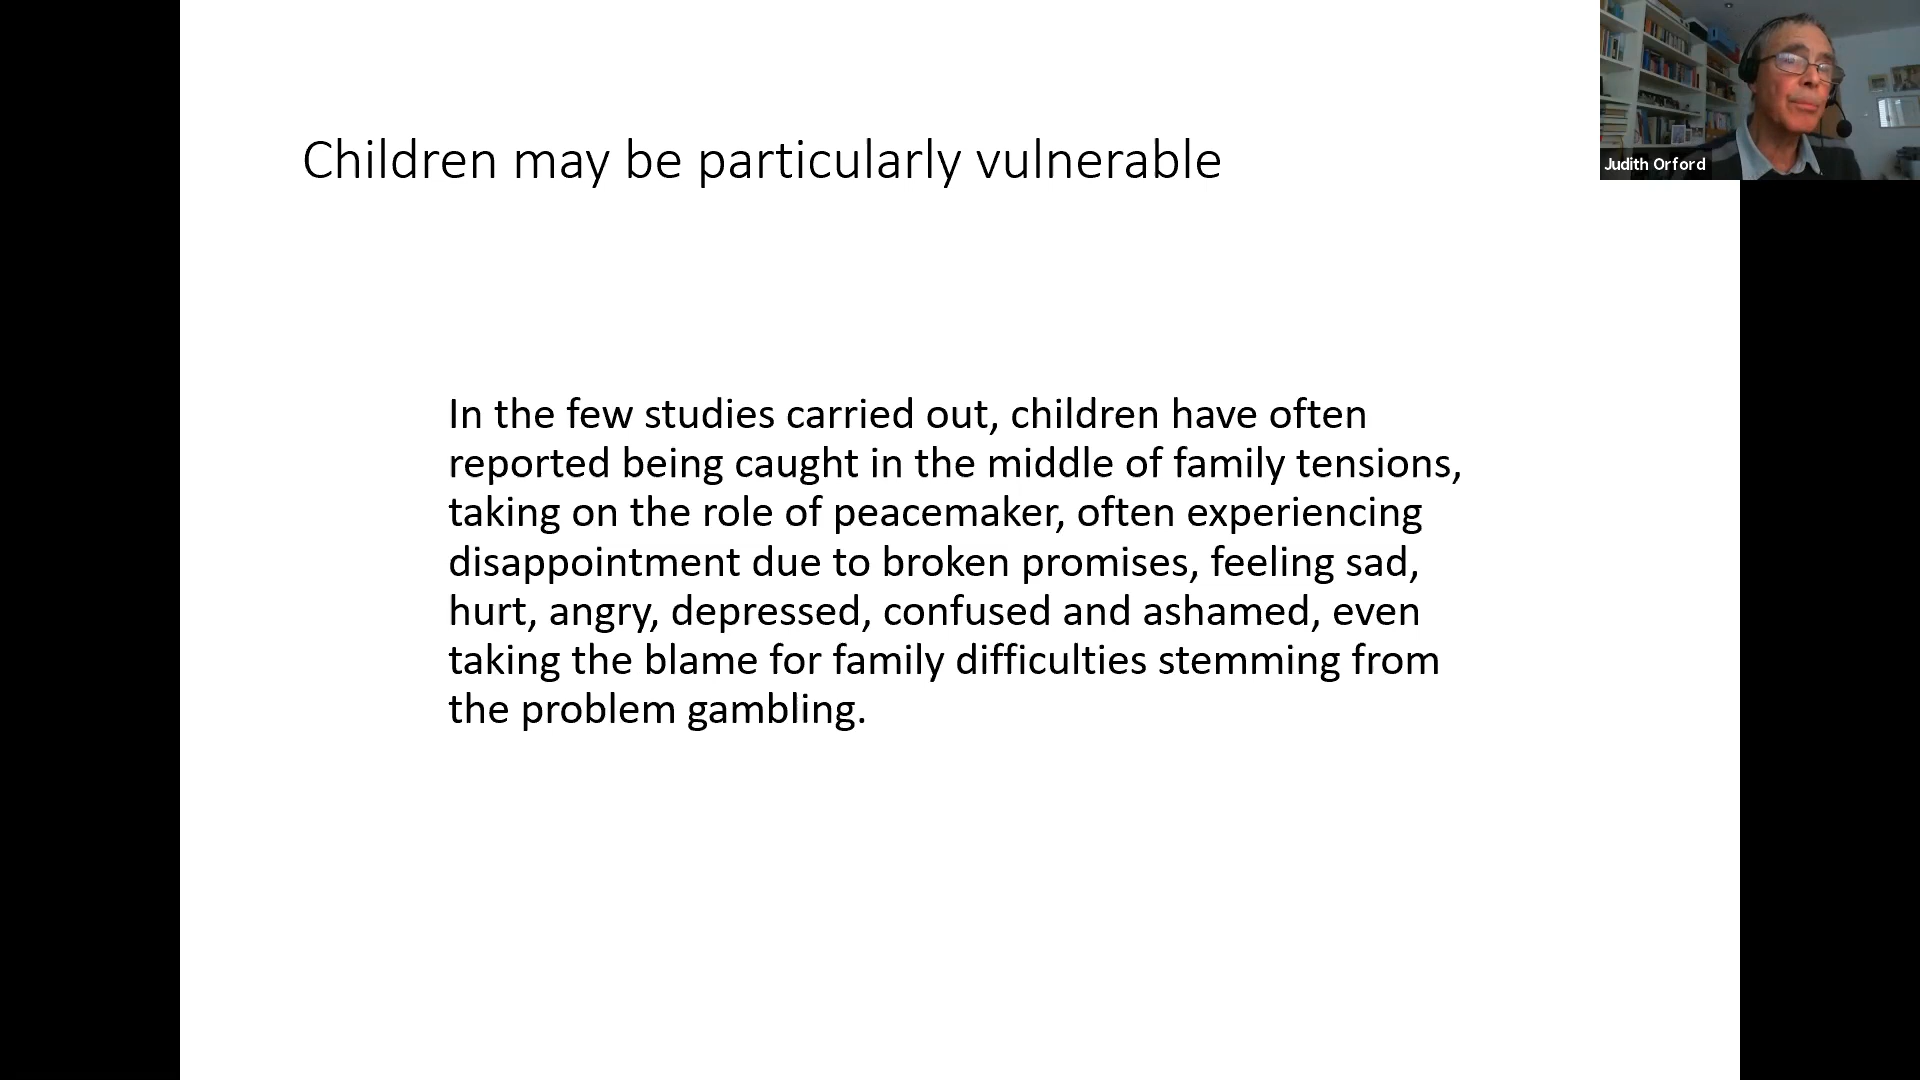 Children may be particularly vulnerable
Judith Orford
In the few studies carried out, children have often
reported being caught in the middle of family tensions,
taking on the role of peacemaker, often experiencing
disappointment due to broken promises, feeling sad,
hurt, angry, depressed, confused and ashamed, even
taking the blame for family difficulties stemming from
the problem gambling.